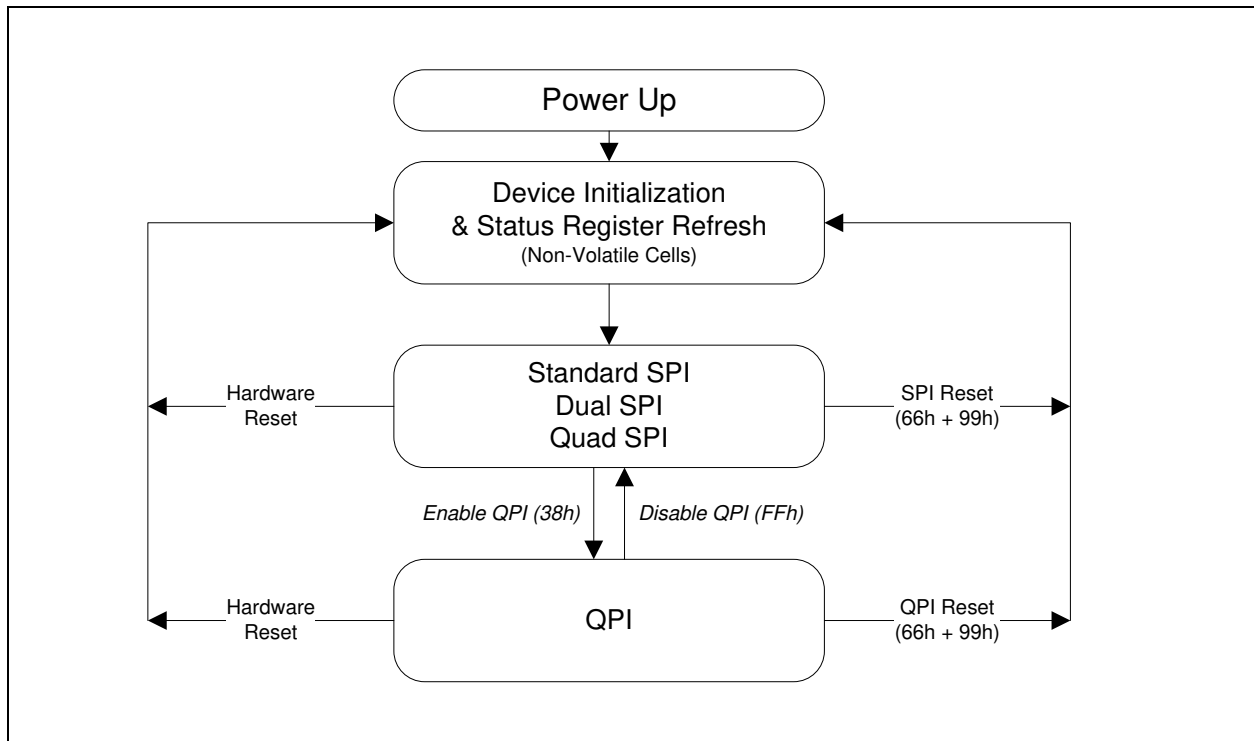 Power Up
Device Initialization
& Status Register Refresh
(Non-Volatile Cells)
Hardware
Reset
Standard SPI
Dual SPI
Quad SPI
SPI Reset
(66h + 99h)
Enable QPI (38h)
Disable QPI (FFh)
Hardware
Reset
QPI
QPI Reset
(66h + 99h)